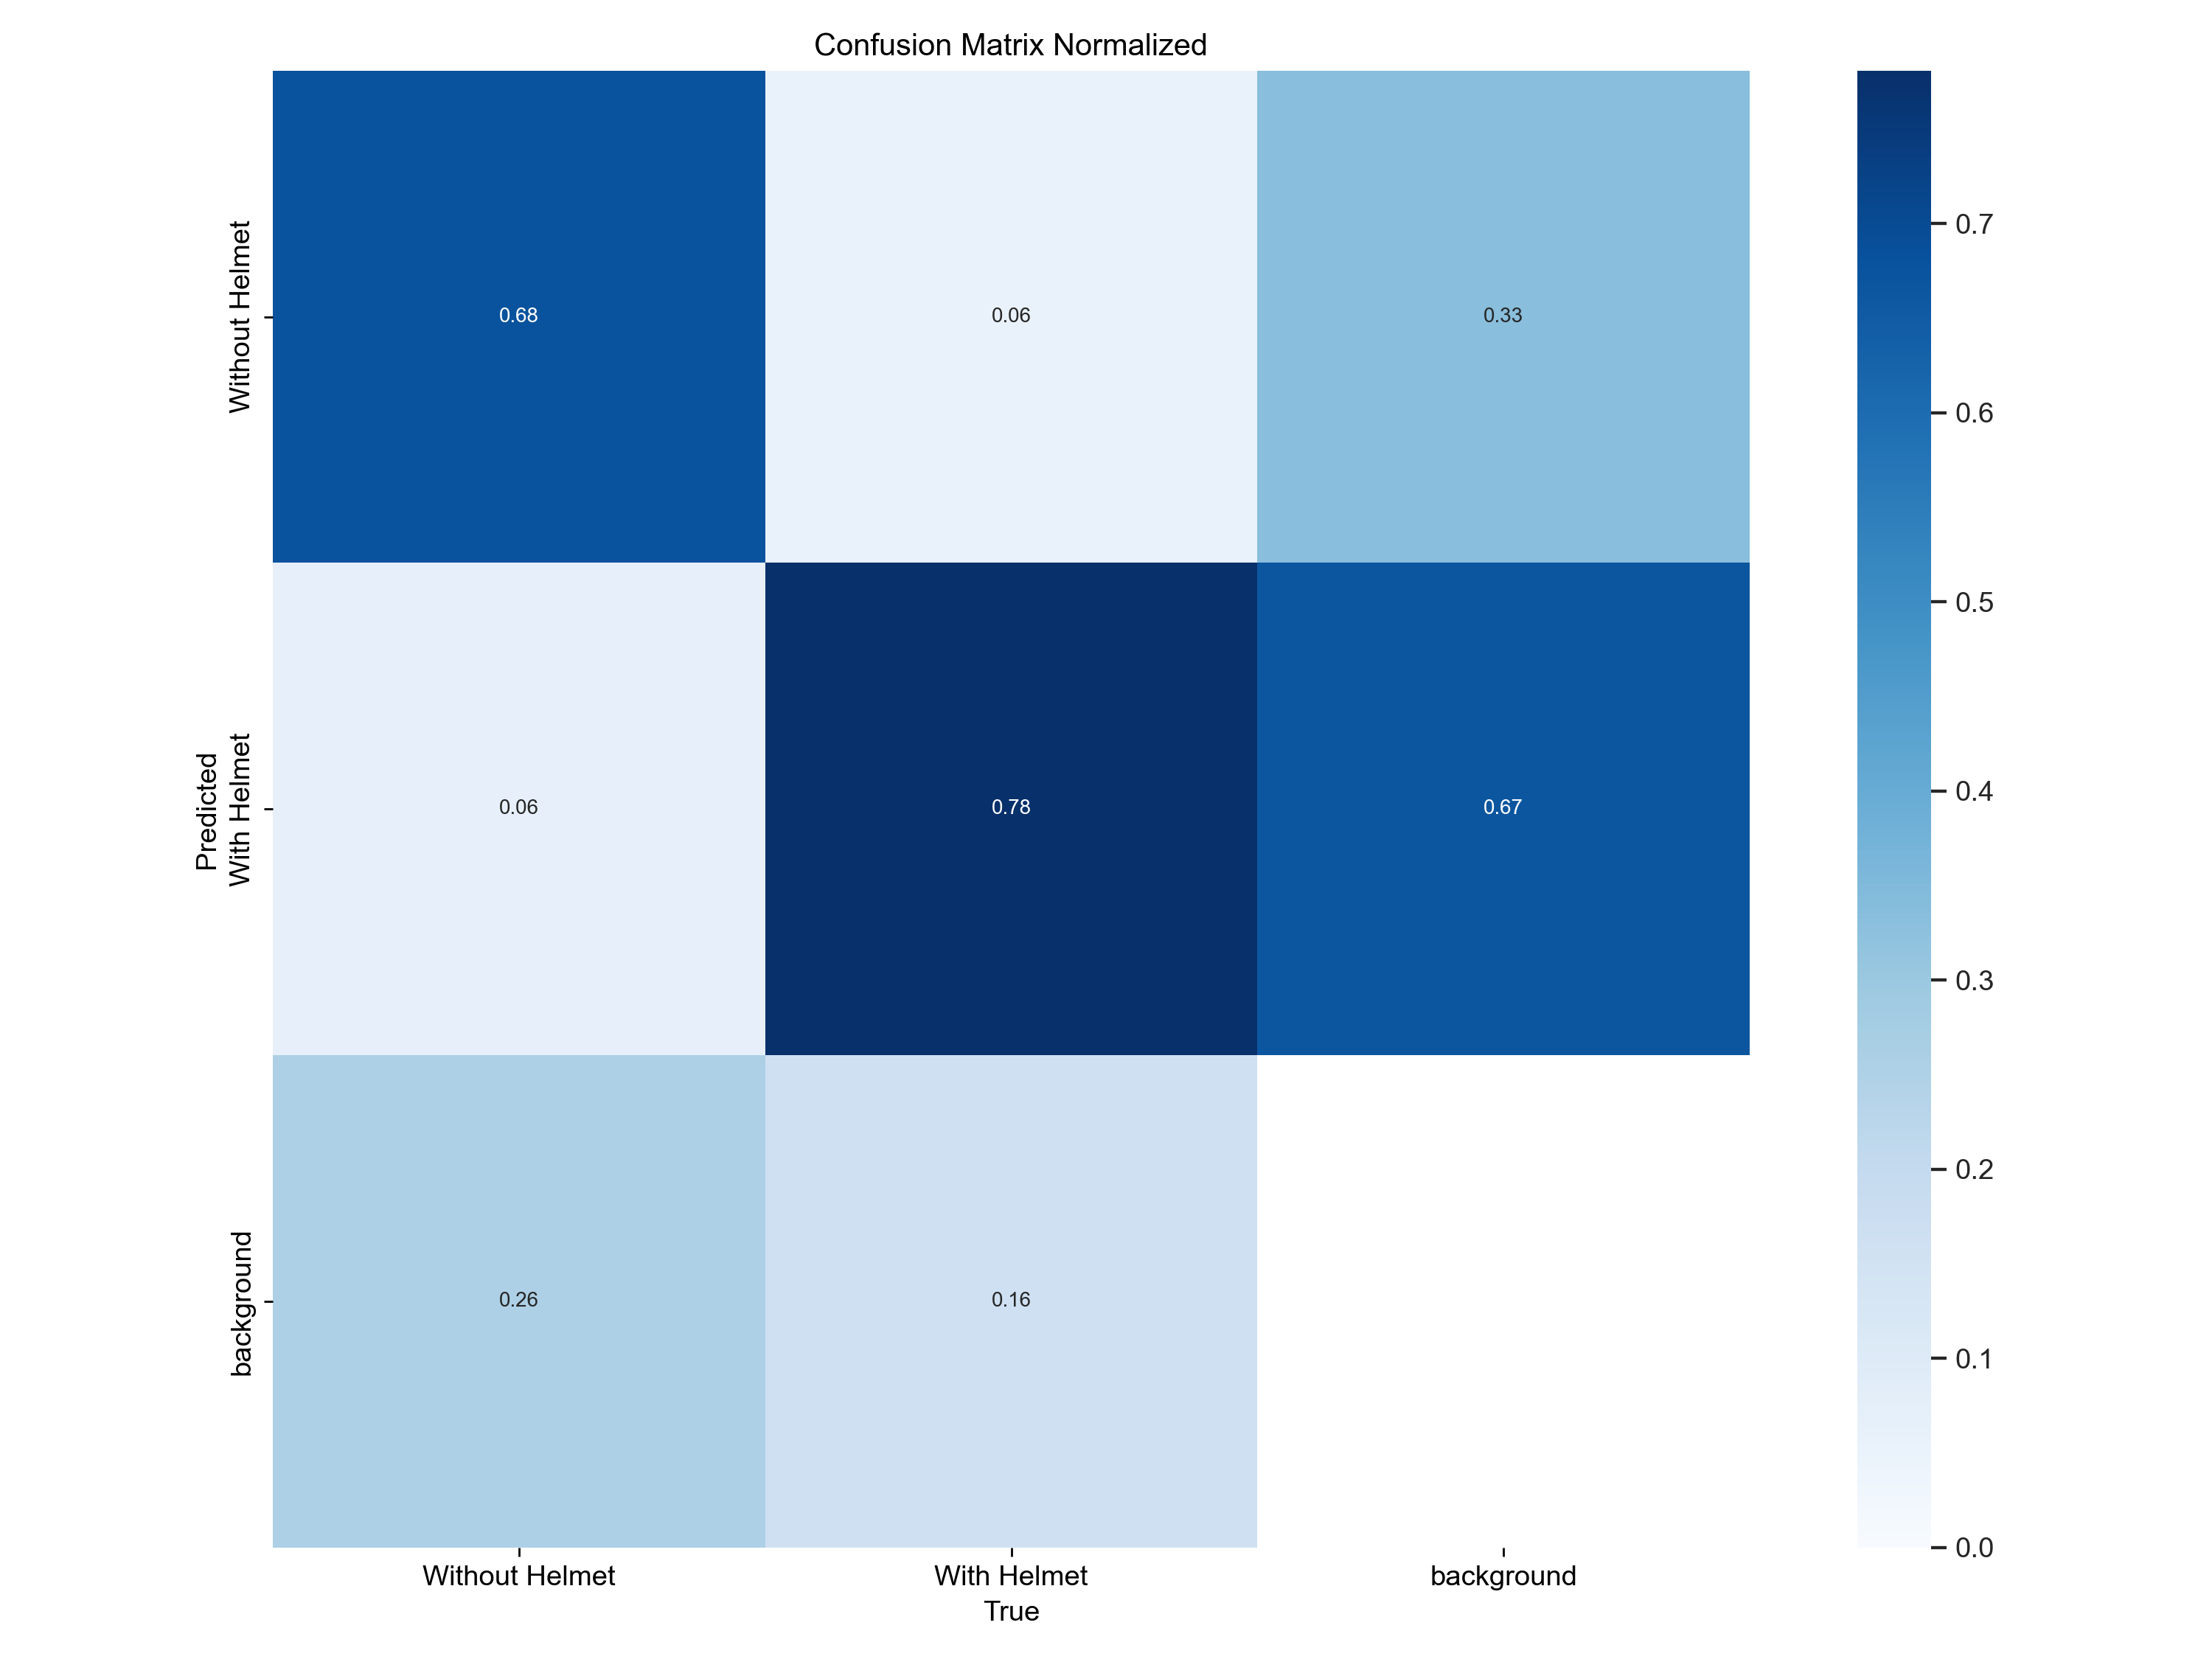 Confusion Matrix Normalized
Predicted
Without Helmet
0.68 0.06 0.33
With Helmet
0.06 0.78 0.67
background
0.26 0.16
Without Helmet With Helmet background
True
0.7
0.6
0.5
0.4
0.3
0.2
0.1
0.0